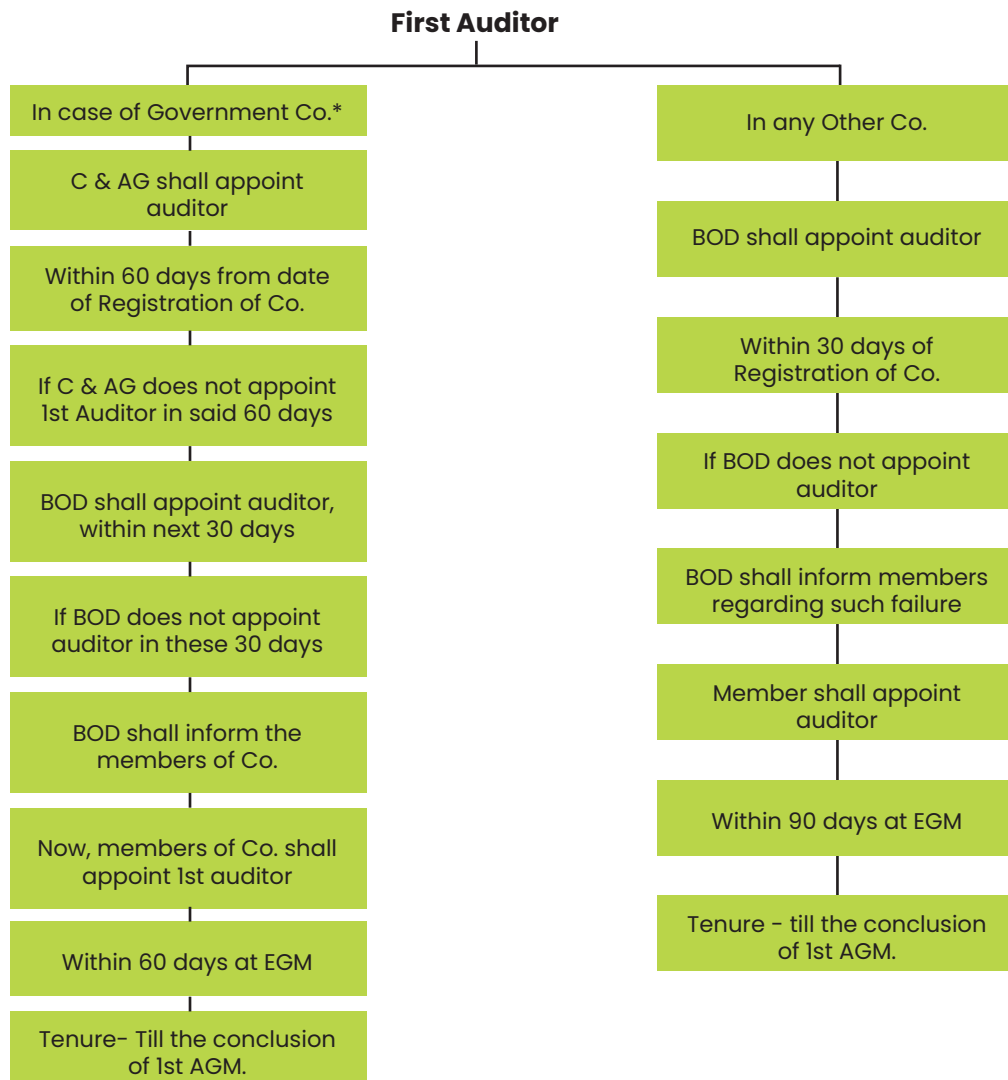 First Auditor
In case of Government Co.*
C & AG shall appoint
auditor
Within 60 days from date
of Registration of Co.
If C & AG does not appoint
1st Auditor in said 60 days
BOD shall appoint auditor,
within next 30 days
If BOD does not appoint
auditor in these 30 days
BOD shall inform the
members of Co.
Now, members of Co. shall
appoint 1st auditor
Within 60 days at EGM
Tenure- Till the conclusion
of 1st AGM.
In any Other Co.
BOD shall appoint auditor
Within 30 days of
Registration of Co.
If BOD does not appoint
auditor
BOD shall inform members
regarding such failure
Member shall appoint
auditor
Within 90 days at EGM
Tenure - till the conclusion
of 1st AGM.